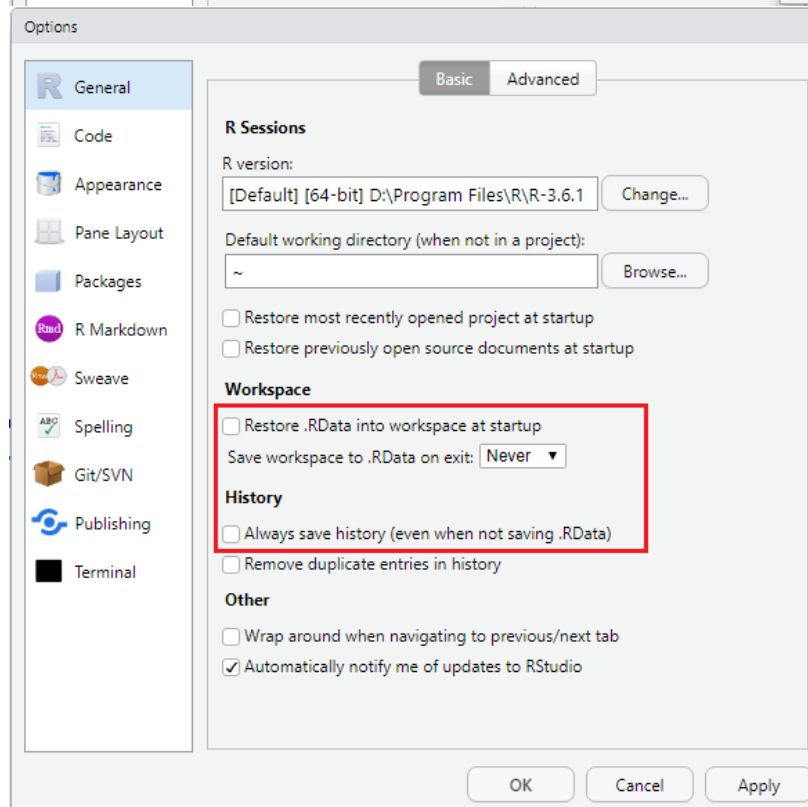 Options
General
Code
Appearance
Pane Layout
Packages
Rmd R Markdown
Sweave
ABC Spelling
Git/SVN
Publishing
Terminal
Basic Advanced
R Sessions
R version:
[Default] [64-bit] D:\Program Files\R\R-3.6.1 Change...
Default working directory (when not in a project):
~ Browse...
Restore most recently opened project at startup
Restore previously open source documents at startup
Workspace
Restore .RData into workspace at startup
Save workspace to .RData on exit: Never
History
Always save history (even when not saving .RData)
Remove duplicate entries in history
Other
Wrap around when navigating to previous/next tab
Automatically notify me of updates to RStudio
OK Cancel Apply